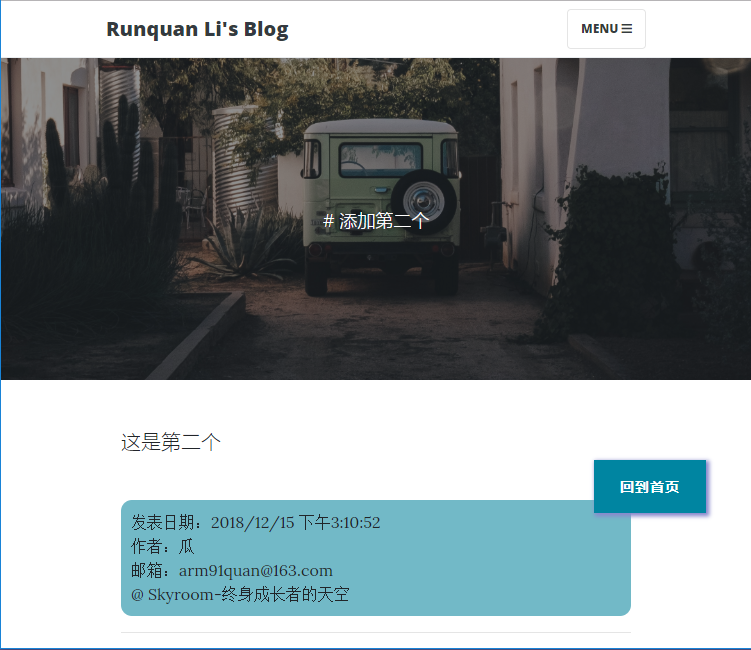 Runquan Li's Blog
MENU
# 添加第二个
这是第二个
回到首页
发表日期：2018/12/15 下午3:10:52
作者：瓜
邮箱：arm91quan@163.com
@ Skyroom-终身成长者的天空